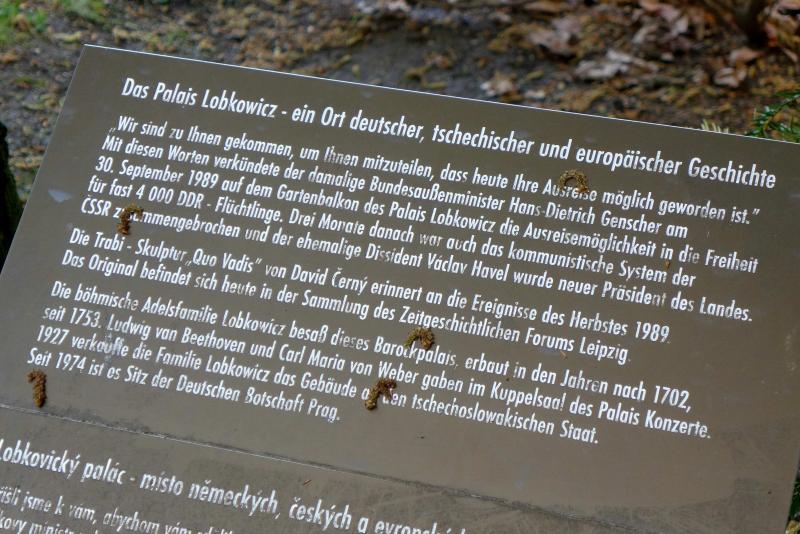 Das Palais Lobkowicz - ein Ort deutscher, tschechischer und europäischer Geschichte
„Wir sind zu Ihnen gekommen, um Ihnen mitzuteilen, dass heute Ihre Ausreise möglich geworden ist."
Mit diesen Worten verkündete der damalige Bundesaußenminister Hans-Dietrich Genscher am
30. September 1989 auf dem Gartenbalkon des Palais Lobkowicz die Ausreisemöglichkeit in die Freiheit
für fast 4 000 DDR - Flüchtlinge. Drei Monate danach war auch das kommunistische System der
CSSR zusammengebrochen und der ehemalige Dissident Václav Havel wurde neuer Präsident des Landes.
Die Trabi - Skulptur „Quo Vadis" von David Černý erinnert an die Ereignisse des Herbstes 1989.
Das Original befindet sich heute in der Sammlung des Zeitgeschichtlichen Forums Leipzig.
Die böhmische Adelsfamilie Lobkowicz besaß dieses Barockpalais, erbaut in den Jahren nach 1702,
seit 1753. Ludwig van Beethoven und Carl Maria von Weber gaben im Kuppelsaal des Palais Konzerte.
1927 verkaufte die Familie Lobkowicz das Gebäude an den tschechoslowakischen Staat.
Seit 1974 ist es Sitz der Deutschen Botschaft Prag.
Lobkovický palác - místo německých, českých a evropských
jsme k vám, abychom vám